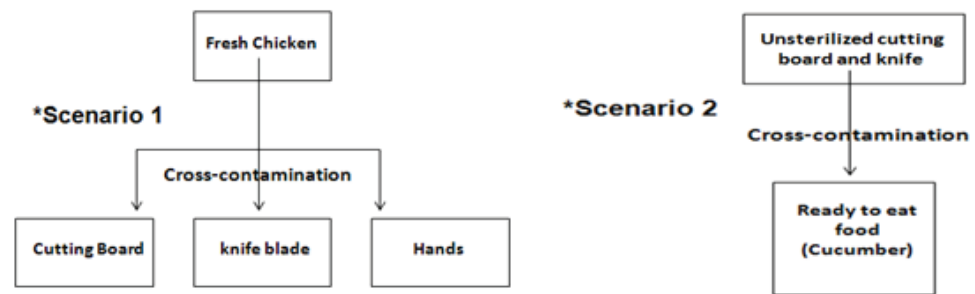 Fresh Chicken
*Scenario 1
Cross-contamination
Cutting Board
knife blade
Hands
Unsterilized cutting
board and knife
*Scenario 2
Cross-contamination
Ready to eat
food
(Cucumber)